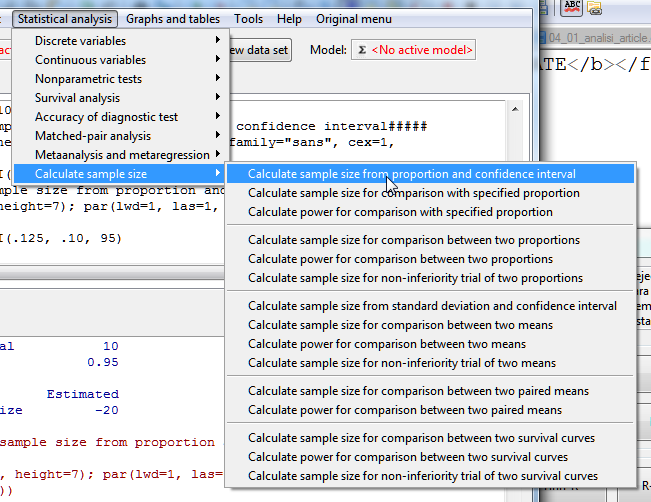 Statistical analysis Graphs and tables Tools Help Original menu
ABC
Discrete variables
Continuous variables
Nonparametric tests
Survival analysis
Accuracy of diagnostic test
Matched-pair analysis
Metaanalysis and metaregression
Calculate sample size
ew data set Model: Σ <No active model>
04_01_analisi_article.
ATE</b></f
10
mp confidence interval#####
family="sans", cex=1,
I(
mple size from proportion and
height=7); par(lwd=1, las=1,
I(.125, .10, 95)
Calculate sample size from proportion and confidence interval
Calculate sample size for comparison with specified proportion
Calculate power for comparison with specified proportion
Calculate sample size for comparison between two proportions
Calculate power for comparison between two proportions
Calculate sample size for non-inferiority trial of two proportions
Calculate sample size from standard deviation and confidence interval
Calculate sample size for comparison between two means
Calculate power for comparison between two means
Calculate sample size for non-inferiority trial of two means
Calculate sample size for comparison between two paired means
Calculate power for comparison between two paired means
Calculate sample size for comparison between two survival curves
Calculate power for comparison between two survival curves
Calculate sample size for non-inferiority trial of two survival curves
al 10
0.95
Estimated
ize -20
sample size from proportion
, height=7); par(lwd=1, las=
))